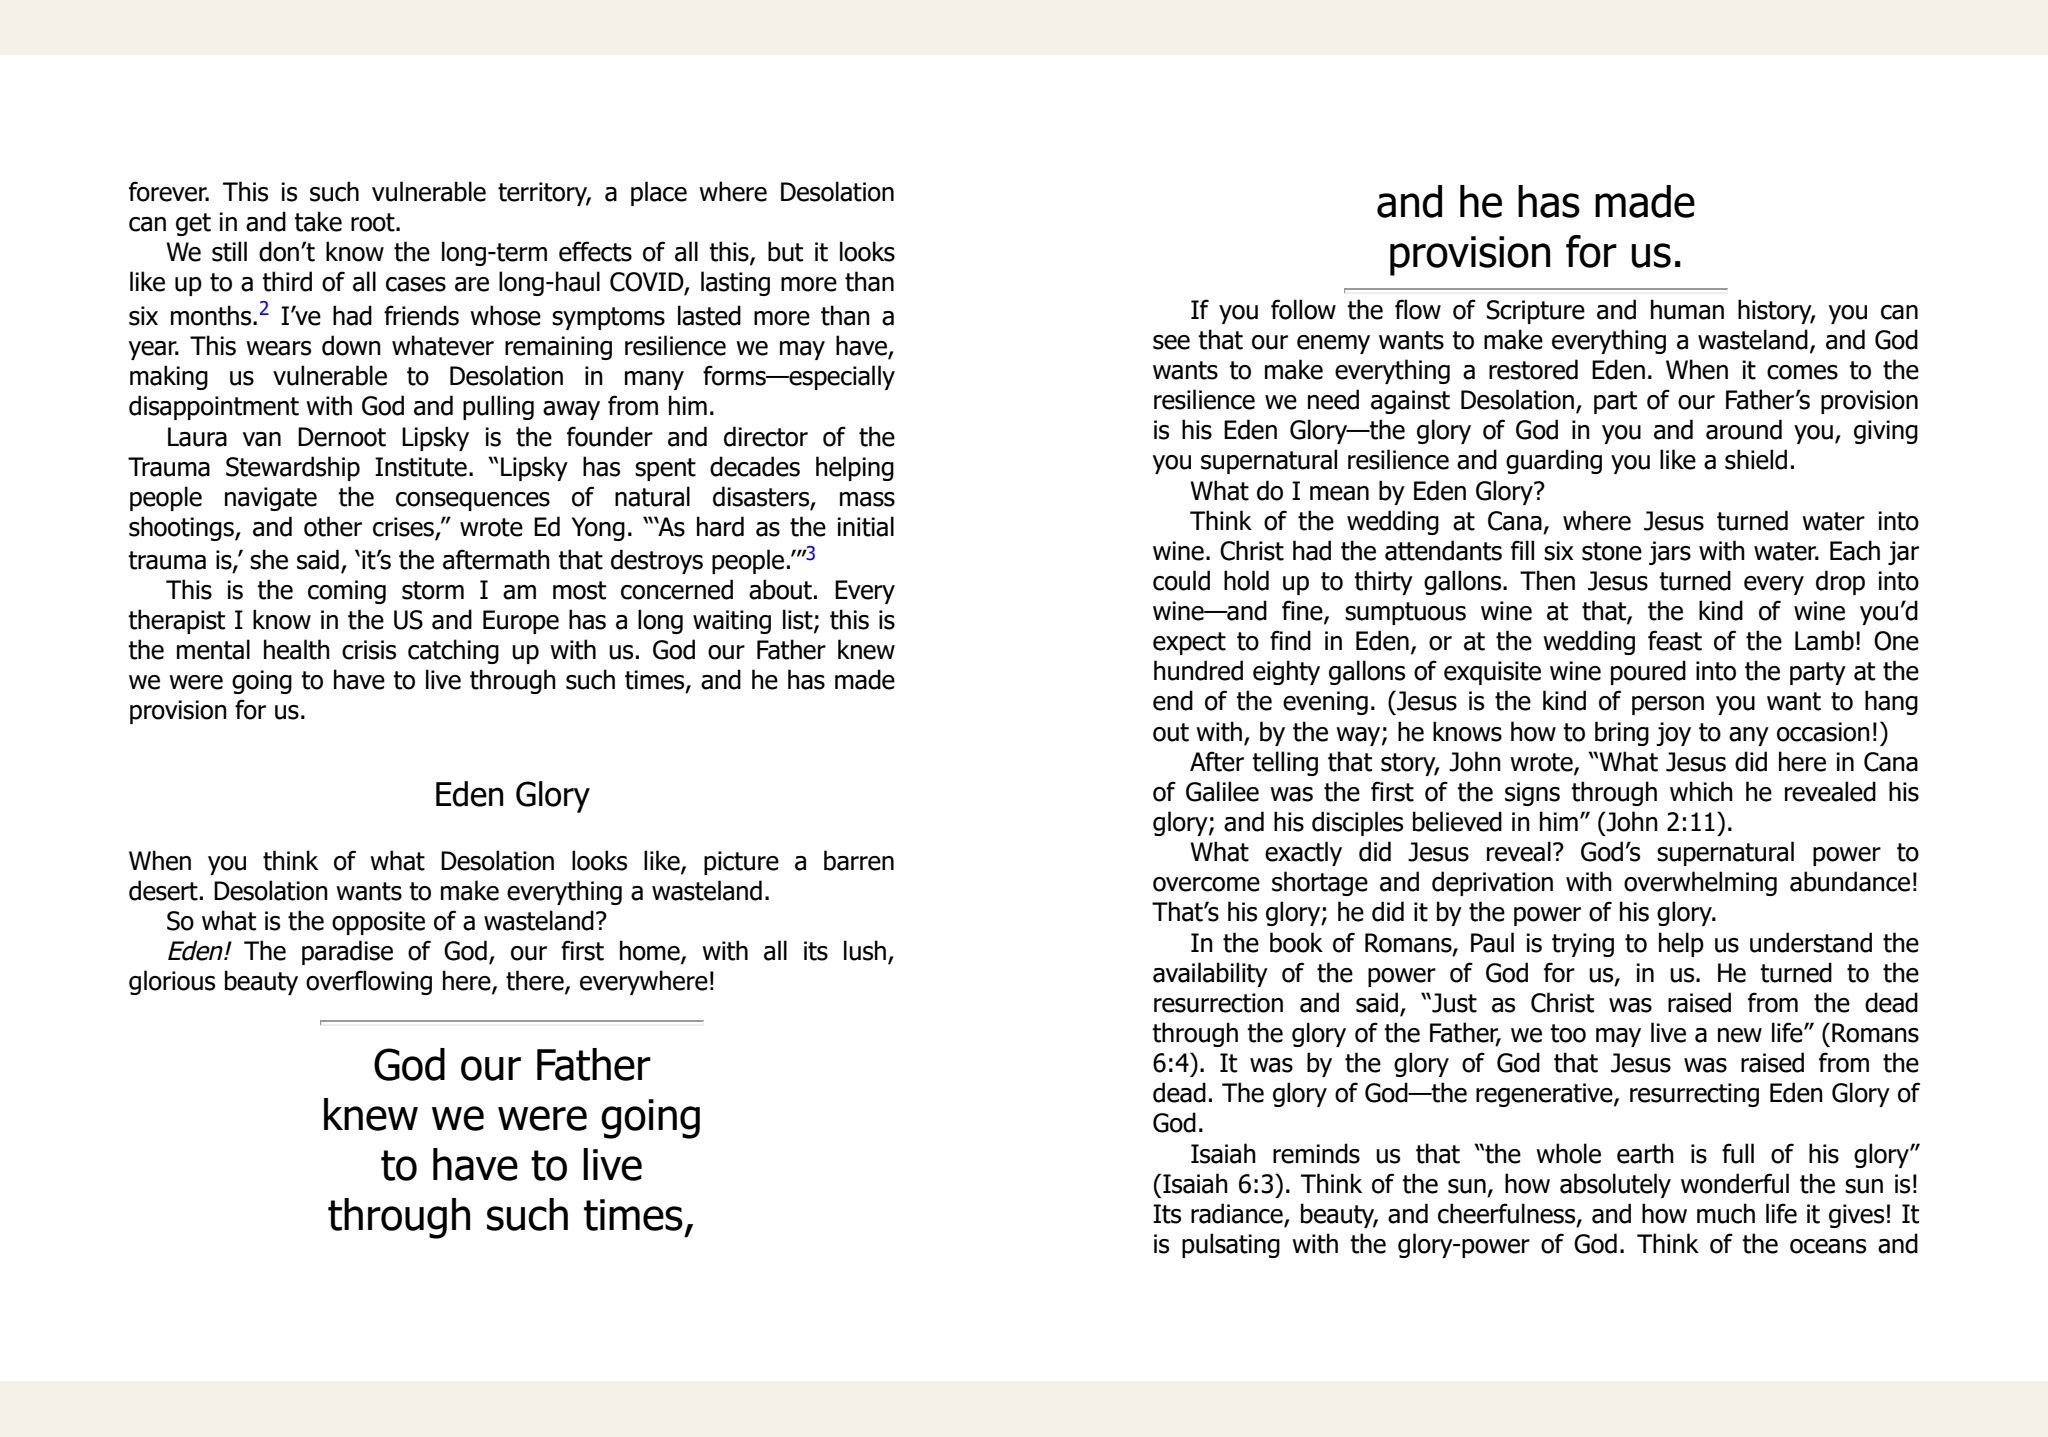 forever. This is such vulnerable territory, a place where Desolation
can get in and take root.
We still don’t know the long-term effects of all this, but it looks
like up to a third of all cases are long-haul COVID, lasting more than
six months.2 I’ve had friends whose symptoms lasted more than a
year. This wears down whatever remaining resilience we may have,
making us vulnerable to Desolation in many forms—especially
disappointment with God and pulling away from him.
Laura van Dernoot Lipsky is the founder and director of the
Trauma Stewardship Institute. “Lipsky has spent decades helping
people navigate the consequences of natural disasters, mass
shootings, and other crises,” wrote Ed Yong. “‘As hard as the initial
trauma is,’ she said, ‘it’s the aftermath that destroys people.’”3
This is the coming storm I am most concerned about. Every
therapist I know in the US and Europe has a long waiting list; this is
the mental health crisis catching up with us. God our Father knew
we were going to have to live through such times, and he has made
provision for us.
Eden Glory
When you think of what Desolation looks like, picture a barren
desert. Desolation wants to make everything a wasteland.
So what is the opposite of a wasteland?
Eden! The paradise of God, our first home, with all its lush,
glorious beauty overflowing here, there, everywhere!
God our Father
knew we were going
to have to live
through such times,
and he has made
provision for us.
If you follow the flow of Scripture and human history, you can
see that our enemy wants to make everything a wasteland, and God
wants to make everything a restored Eden. When it comes to the
resilience we need against Desolation, part of our Father’s provision
is his Eden Glory—the glory of God in you and around you, giving
you supernatural resilience and guarding you like a shield.
What do I mean by Eden Glory?
Think of the wedding at Cana, where Jesus turned water into
wine. Christ had the attendants fill six stone jars with water. Each jar
could hold up to thirty gallons. Then Jesus turned every drop into
wine—and fine, sumptuous wine at that, the kind of wine you’d
expect to find in Eden, or at the wedding feast of the Lamb! One
hundred eighty gallons of exquisite wine poured into the party at the
end of the evening. (Jesus is the kind of person you want to hang
out with, by the way; he knows how to bring joy to any occasion!)
After telling that story, John wrote, “What Jesus did here in Cana
of Galilee was the first of the signs through which he revealed his
glory; and his disciples believed in him” (John 2:11).
What exactly did Jesus reveal? God’s supernatural power to
overcome shortage and deprivation with overwhelming abundance!
That’s his glory; he did it by the power of his glory.
In the book of Romans, Paul is trying to help us understand the
availability of the power of God for us, in us. He turned to the
resurrection and said, “Just as Christ was raised from the dead
through the glory of the Father, we too may live a new life” (Romans
6:4). It was by the glory of God that Jesus was raised from the
dead. The glory of God—the regenerative, resurrecting Eden Glory of
God.
Isaiah reminds us that “the whole earth is full of his glory”
(Isaiah 6:3). Think of the sun, how absolutely wonderful the sun is!
Its radiance, beauty, and cheerfulness, and how much life it gives! It
is pulsating with the glory-power of God. Think of the oceans and